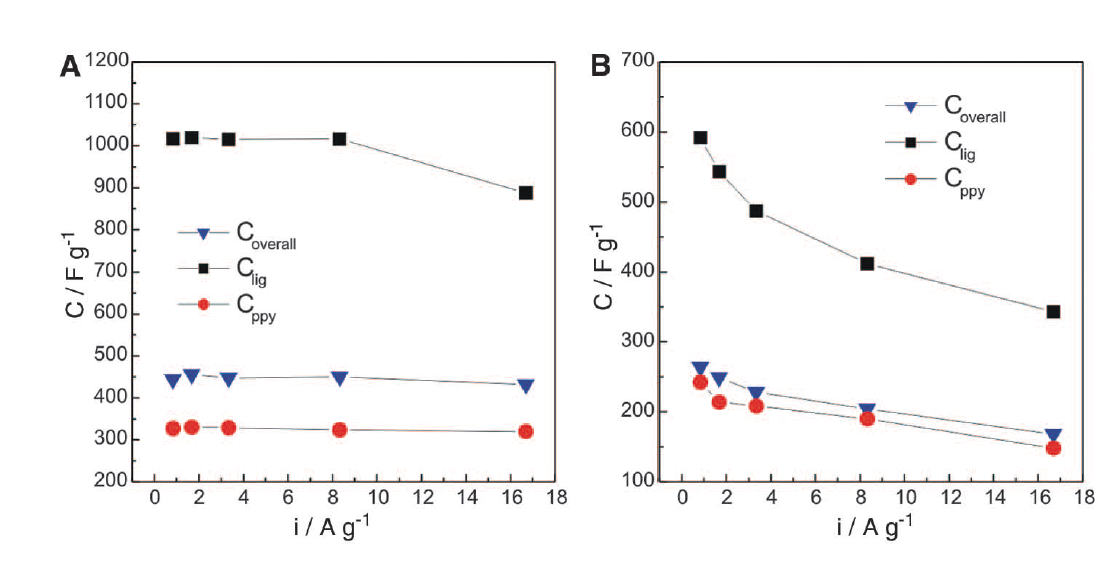 A
1200
1100
1000
900
800
700
600
500
400
300
200
C / F g-1
Coverall
Clig
Cppy
0 2 4 6 8 10 12 14 16 18
i / A g-1
B
700
600
500
400
300
200
100
C / F g-1
Coverall
Clig
Cppy
0 2 4 6 8 10 12 14 16 18
i / A g-1